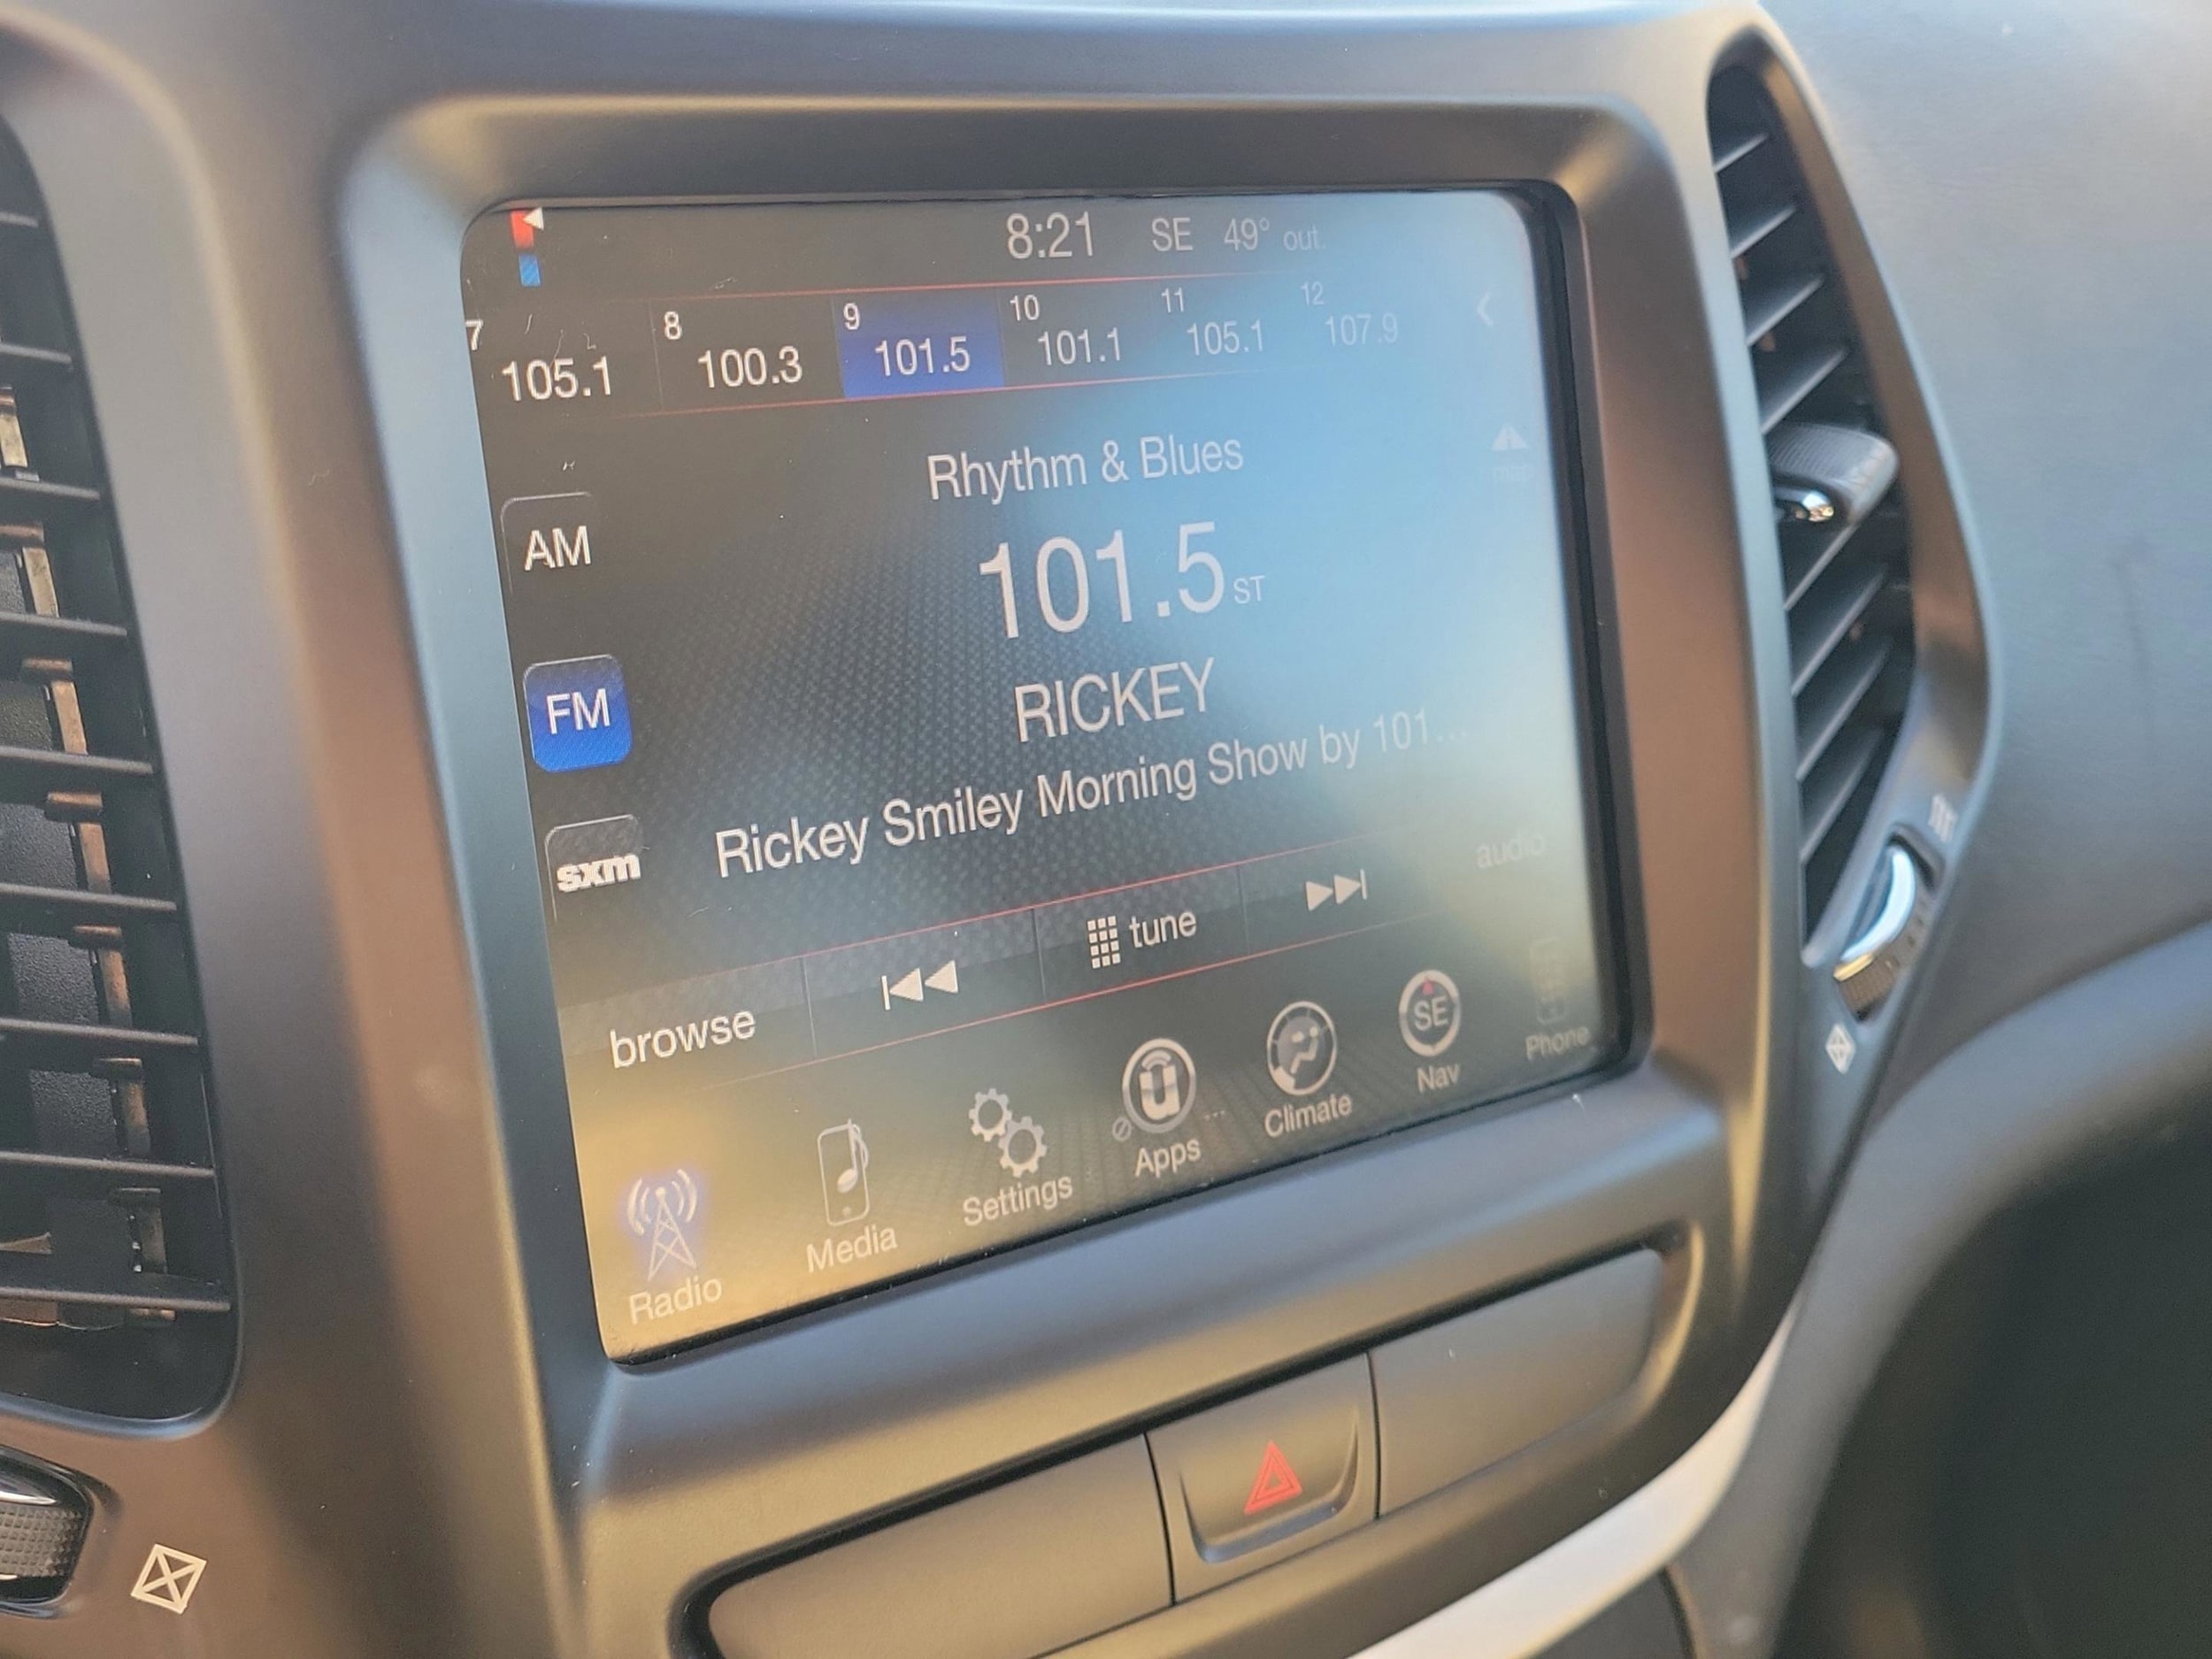 8:21 SE 49° out.
7 8 9 10 11 12
105.1 100.3 101.5 101.1 105.1 107.9
Rhythm & Blues
map
AM
101.5 ST
FM
RICKEY
Rickey Smiley Morning Show by 101...
sxm
audio
browse tune
SE
Radio Media Settings Apps Climate Nav Phone